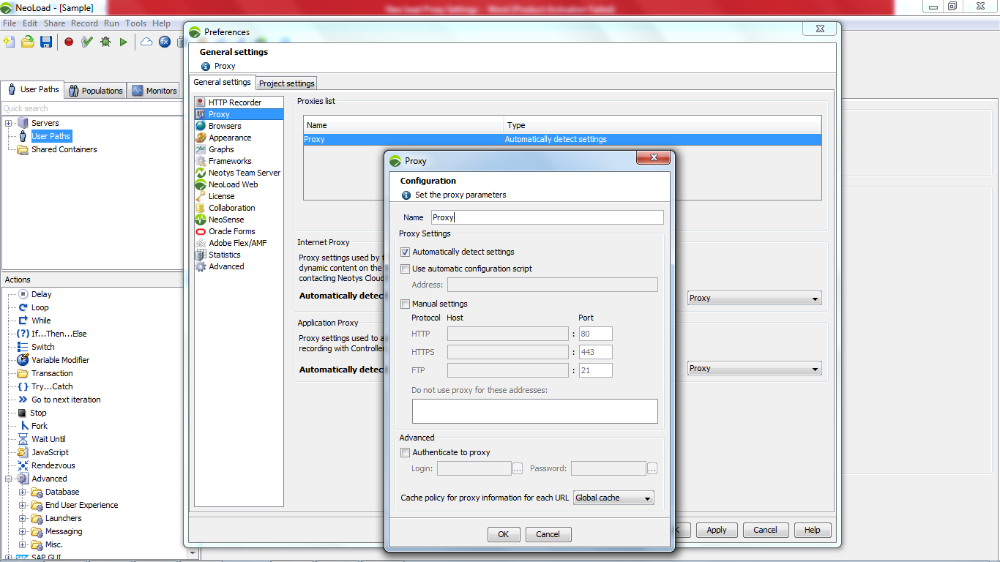 NeoLoad - [Sample]
Neo load Proxy Settings - Word (Product Activation Failed)
File Edit Share Record Run Tools Help
User Paths Populations Monitors
Quick search
Servers
User Paths
Shared Containers
Actions
Delay
Loop
While
If...Then...Else
Switch
Variable Modifier
Transaction
Try...Catch
Go to next iteration
Stop
Fork
Wait Until
JavaScript
Rendezvous
Advanced
Database
End User Experience
Launchers
Messaging
Misc.
SAP GUI
Preferences
General settings
Proxy
General settings Project settings
HTTP Recorder
Proxy
Browsers
Appearance
Graphs
Frameworks
Neotys Team Server
NeoLoad Web
License
Collaboration
NeoSense
Oracle Forms
Adobe Flex/AMF
Statistics
Advanced
Proxies list
Name Type
Proxy Automatically detect settings
Internet Proxy
Proxy settings used by
dynamic content on the
contacting Neotys Cloud
Automatically detec
Proxy
Application Proxy
Proxy settings used to a
recording with Controller
Automatically detec
Proxy
Apply Cancel Help
Proxy
Configuration
Set the proxy parameters
Name Proxy
Proxy Settings
Automatically detect settings
Use automatic configuration script
Address:
Manual settings
Protocol Host Port
HTTP : 80
HTTPS : 443
FTP : 21
Do not use proxy for these addresses:
Advanced
Authenticate to proxy
Login: ... Password: ...
Cache policy for proxy information for each URL Global cache
OK Cancel